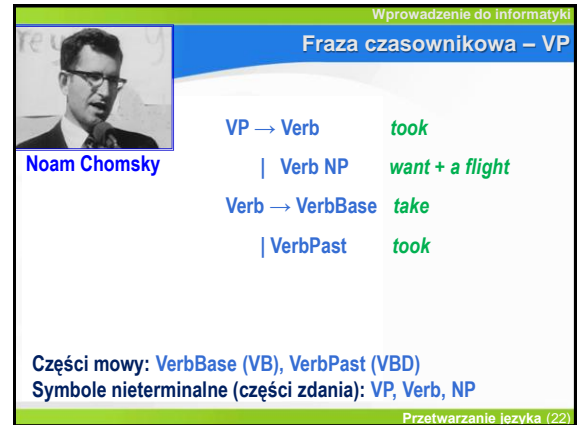 Wprowadzenie do informatyki
Fraza czasownikowa – VP
Noam Chomsky
VP → Verb took
| Verb NP want + a flight
Verb → VerbBase take
| VerbPast took
Części mowy: VerbBase (VB), VerbPast (VBD)
Symbole nieterminalne (części zdania): VP, Verb, NP
Przetwarzanie języka (22)